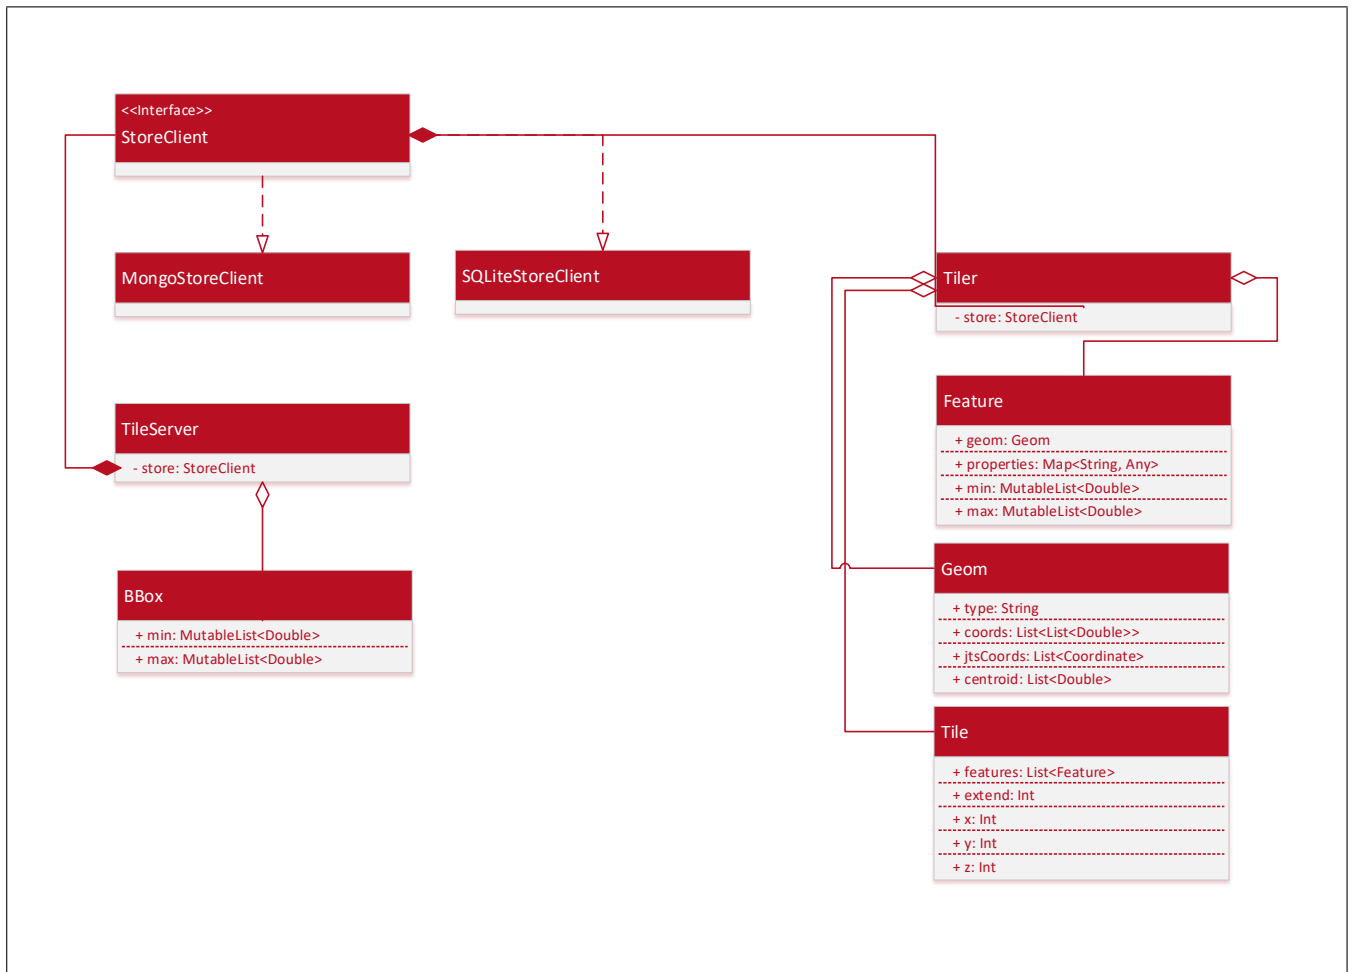 <<Interface>>
StoreClient
MongoStoreClient
SQLiteStoreClient
Tiler
- store: StoreClient
TileServer
- store: StoreClient
BBox
+ min: MutableList<Double>
+ max: MutableList<Double>
Feature
+ geom: Geom
+ properties: Map<String, Any>
+ min: MutableList<Double>
+ max: MutableList<Double>
Geom
+ type: String
+ coords: List<List<Double>>
+ jtsCoords: List<Coordinate>
+ centroid: List<Double>
Tile
+ features: List<Feature>
+ extend: Int
+ x: Int
+ y: Int
+ z: Int